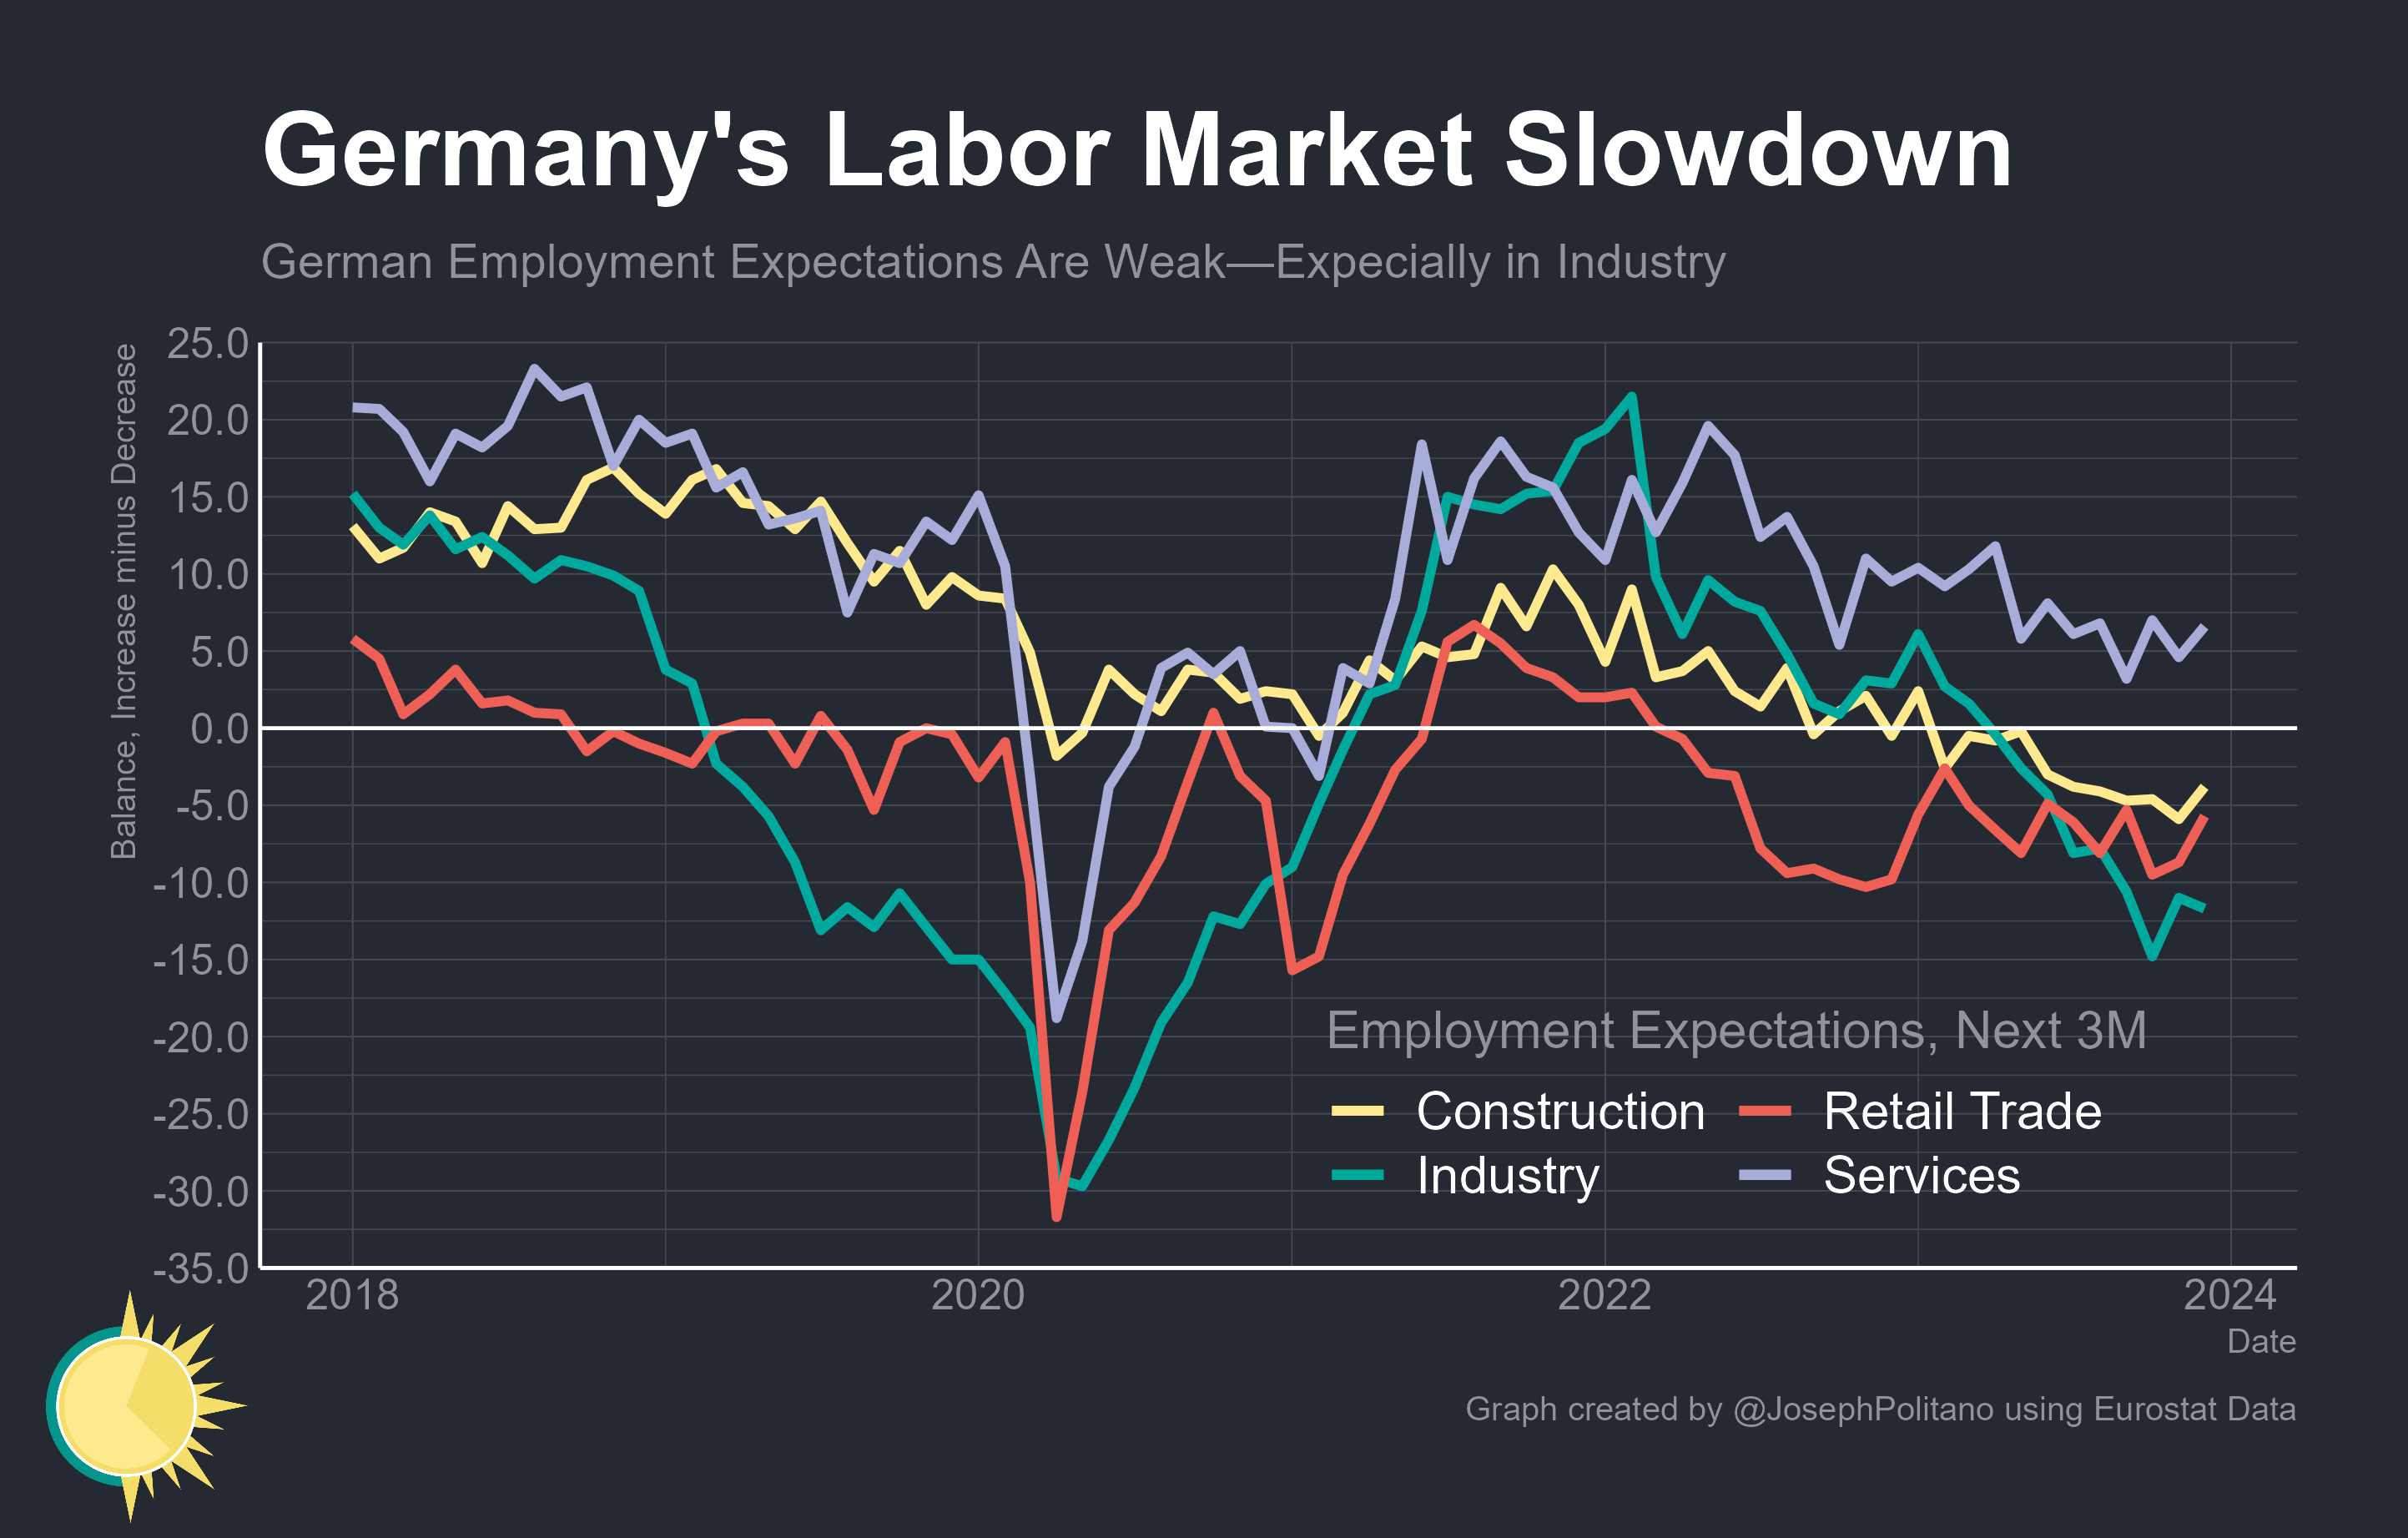 Germany's Labor Market Slowdown
German Employment Expectations Are Weak—Expecially in Industry
Balance, Increase minus Decrease
25.0
20.0
15.0
10.0
5.0
0.0
-5.0
-10.0
-15.0
-20.0
-25.0
-30.0
-35.0
Employment Expectations, Next 3M
Construction
Retail Trade
Industry
Services
2018
2020
2022
2024
Date
Graph created by @JosephPolitano using Eurostat Data